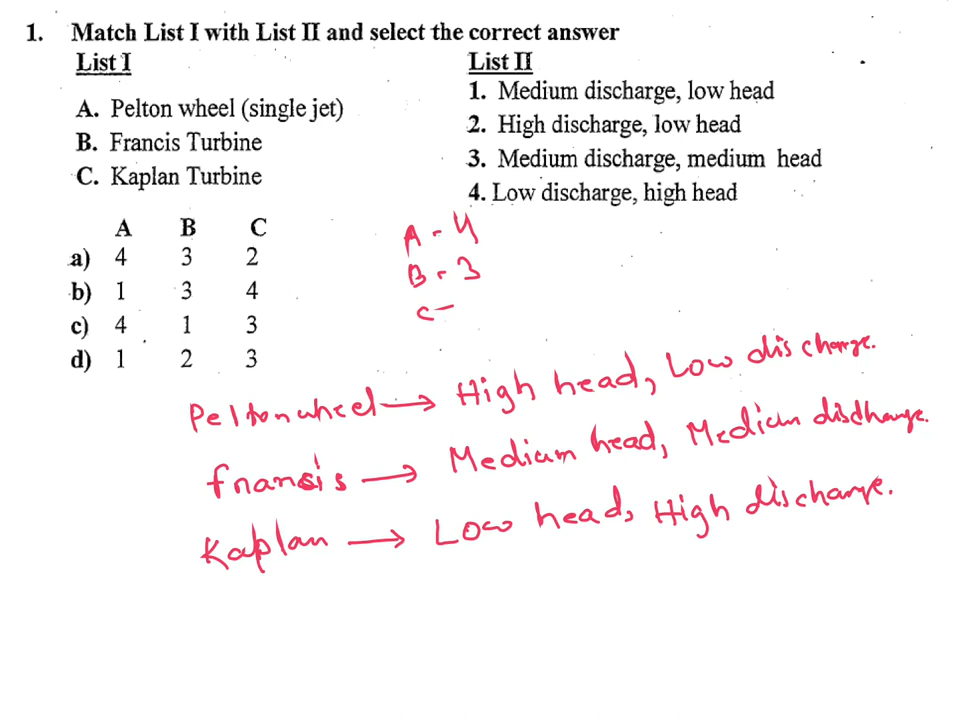 1. Match List I with List II and select the correct answer
List I
List II
A. Pelton wheel (single jet)
B. Francis Turbine
C. Kaplan Turbine
1. Medium discharge, low head
2. High discharge, low head
3. Medium discharge, medium head
4. Low discharge, high head
A B C
a) 4 3 2
b) 1 3 4
c) 4 1 3
d) 1 2 3
A - 4
B - 3
C -
Pelton wheel → High head, Low discharge.
fransis → Medium head, Medium disdharge.
Kaplan → Low head, High discharge.